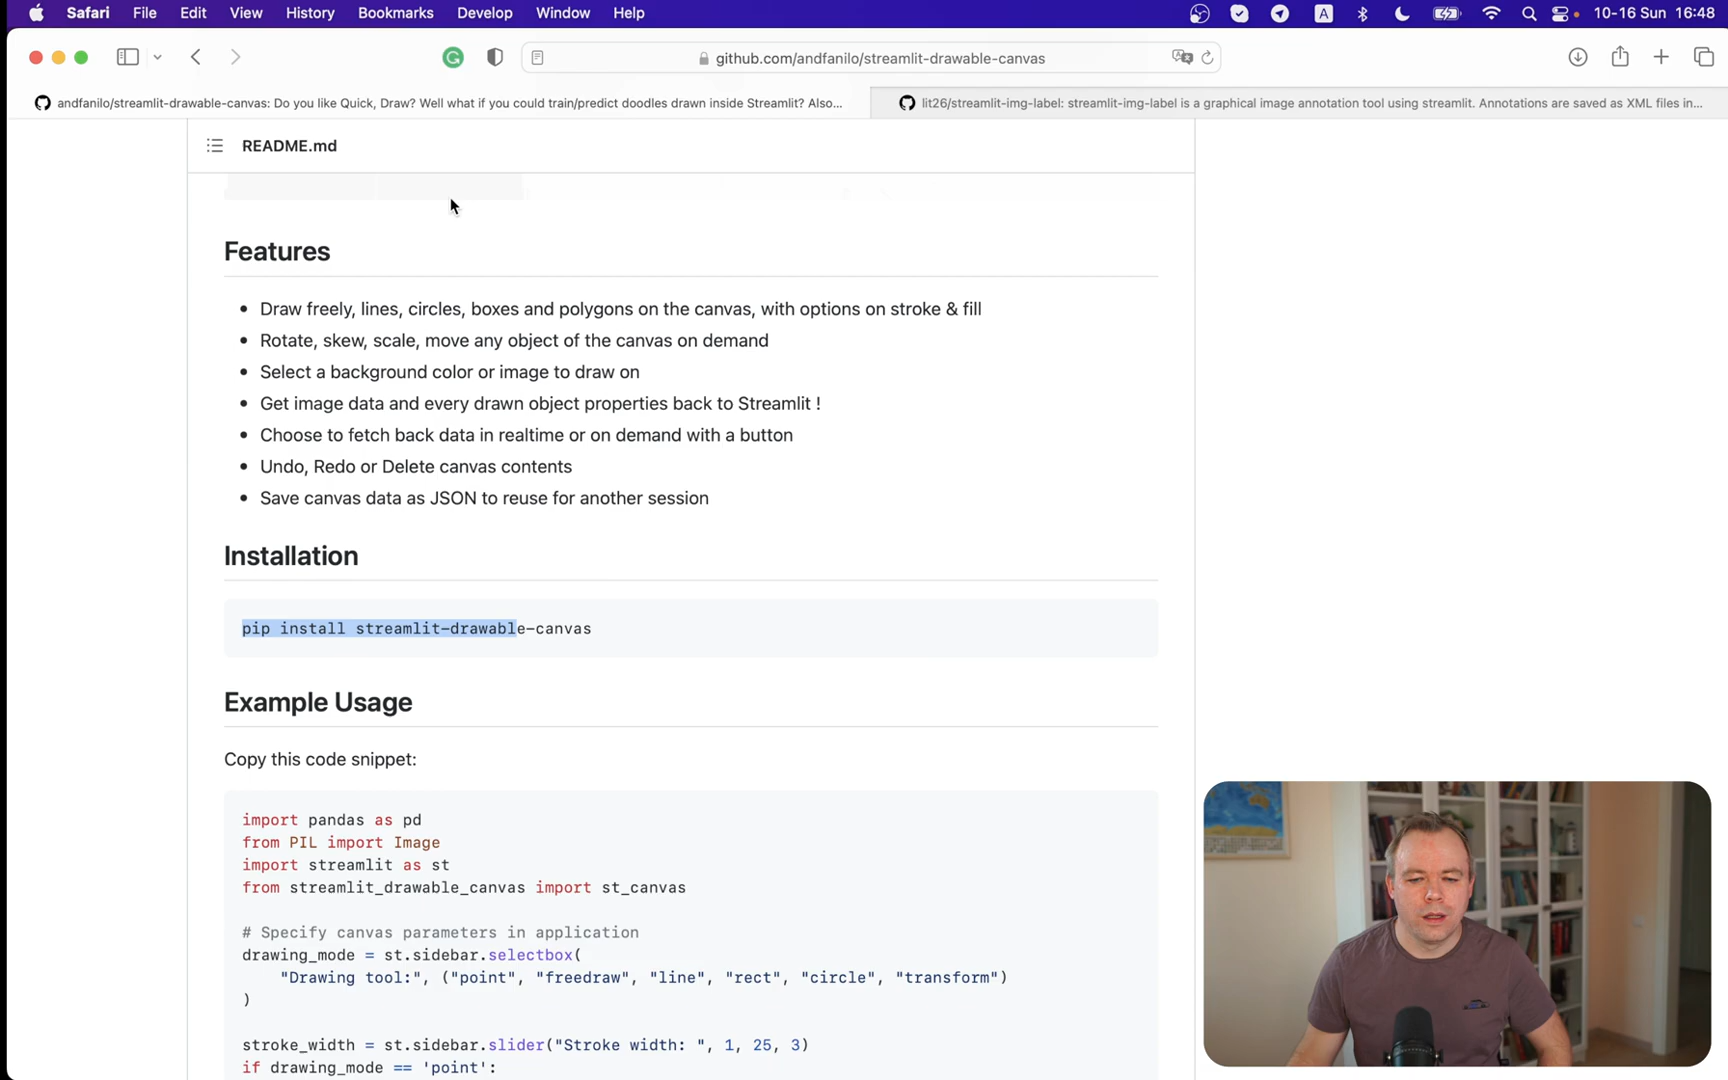 Safari File Edit View History Bookmarks Develop Window Help A 10-16 Sun 16:48
github.com/andfanilo/streamlit-drawable-canvas
andfanilo/streamlit-drawable-canvas: Do you like Quick, Draw? Well what if you could train/predict doodles drawn inside Streamlit? Also... lit26/streamlit-img-label: streamlit-img-label is a graphical image annotation tool using streamlit. Annotations are saved as XML files in...
README.md
Features
• Draw freely, lines, circles, boxes and polygons on the canvas, with options on stroke & fill
• Rotate, skew, scale, move any object of the canvas on demand
• Select a background color or image to draw on
• Get image data and every drawn object properties back to Streamlit !
• Choose to fetch back data in realtime or on demand with a button
• Undo, Redo or Delete canvas contents
• Save canvas data as JSON to reuse for another session
Installation
pip install streamlit-drawable-canvas
Example Usage
Copy this code snippet:
import pandas as pd
from PIL import Image
import streamlit as st
from streamlit_drawable_canvas import st_canvas
# Specify canvas parameters in application
drawing_mode = st.sidebar.selectbox(
"Drawing tool:", ("point", "freedraw", "line", "rect", "circle", "transform")
)
stroke_width = st.sidebar.slider("Stroke width: ", 1, 25, 3)
if drawing_mode == 'point':